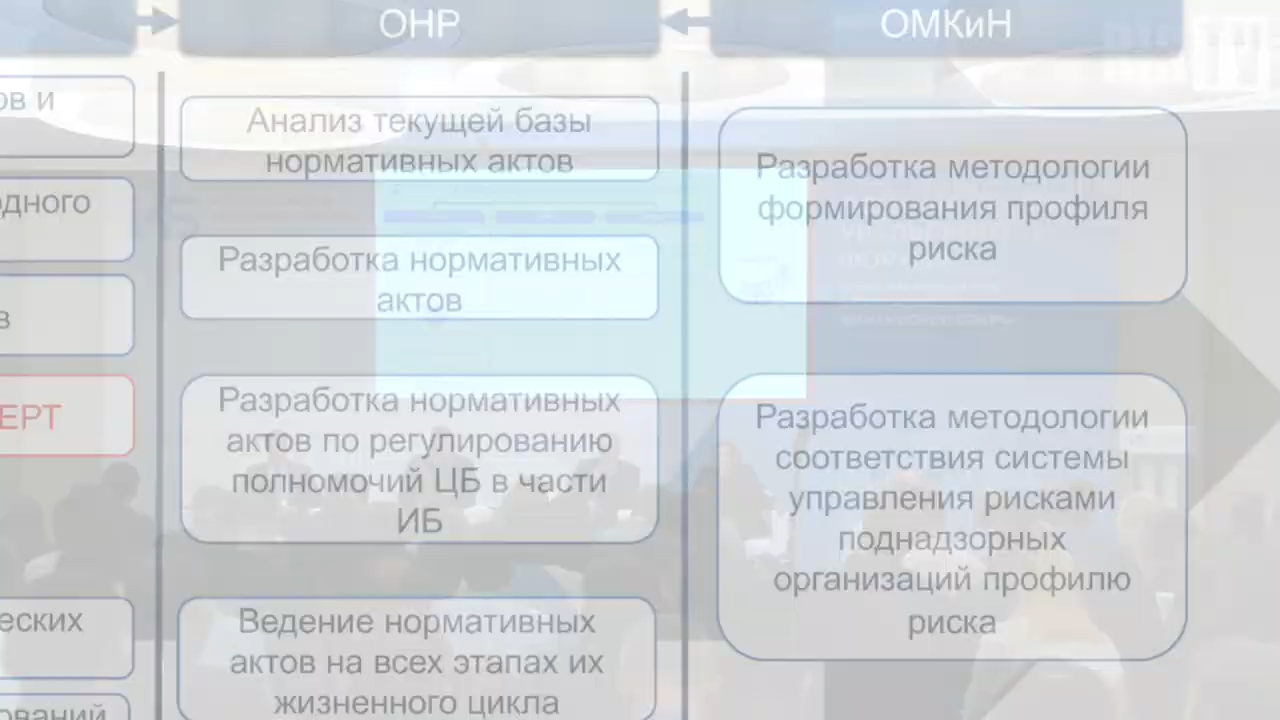 ОНР
ОМКиН
ов и
Анализ текущей базы
нормативных актов
Разработка методологии
формирования профиля
риска
одного
Разработка нормативных
актов
в
ЕРТ
Разработка нормативных
актов по регулированию
полномочий ЦБ в части
ИБ
Разработка методологии
соответствия системы
управления рисками
поднадзорных
организаций профилю
риска
еских
Ведение нормативных
актов на всех этапах их
жизненного цикла
ований